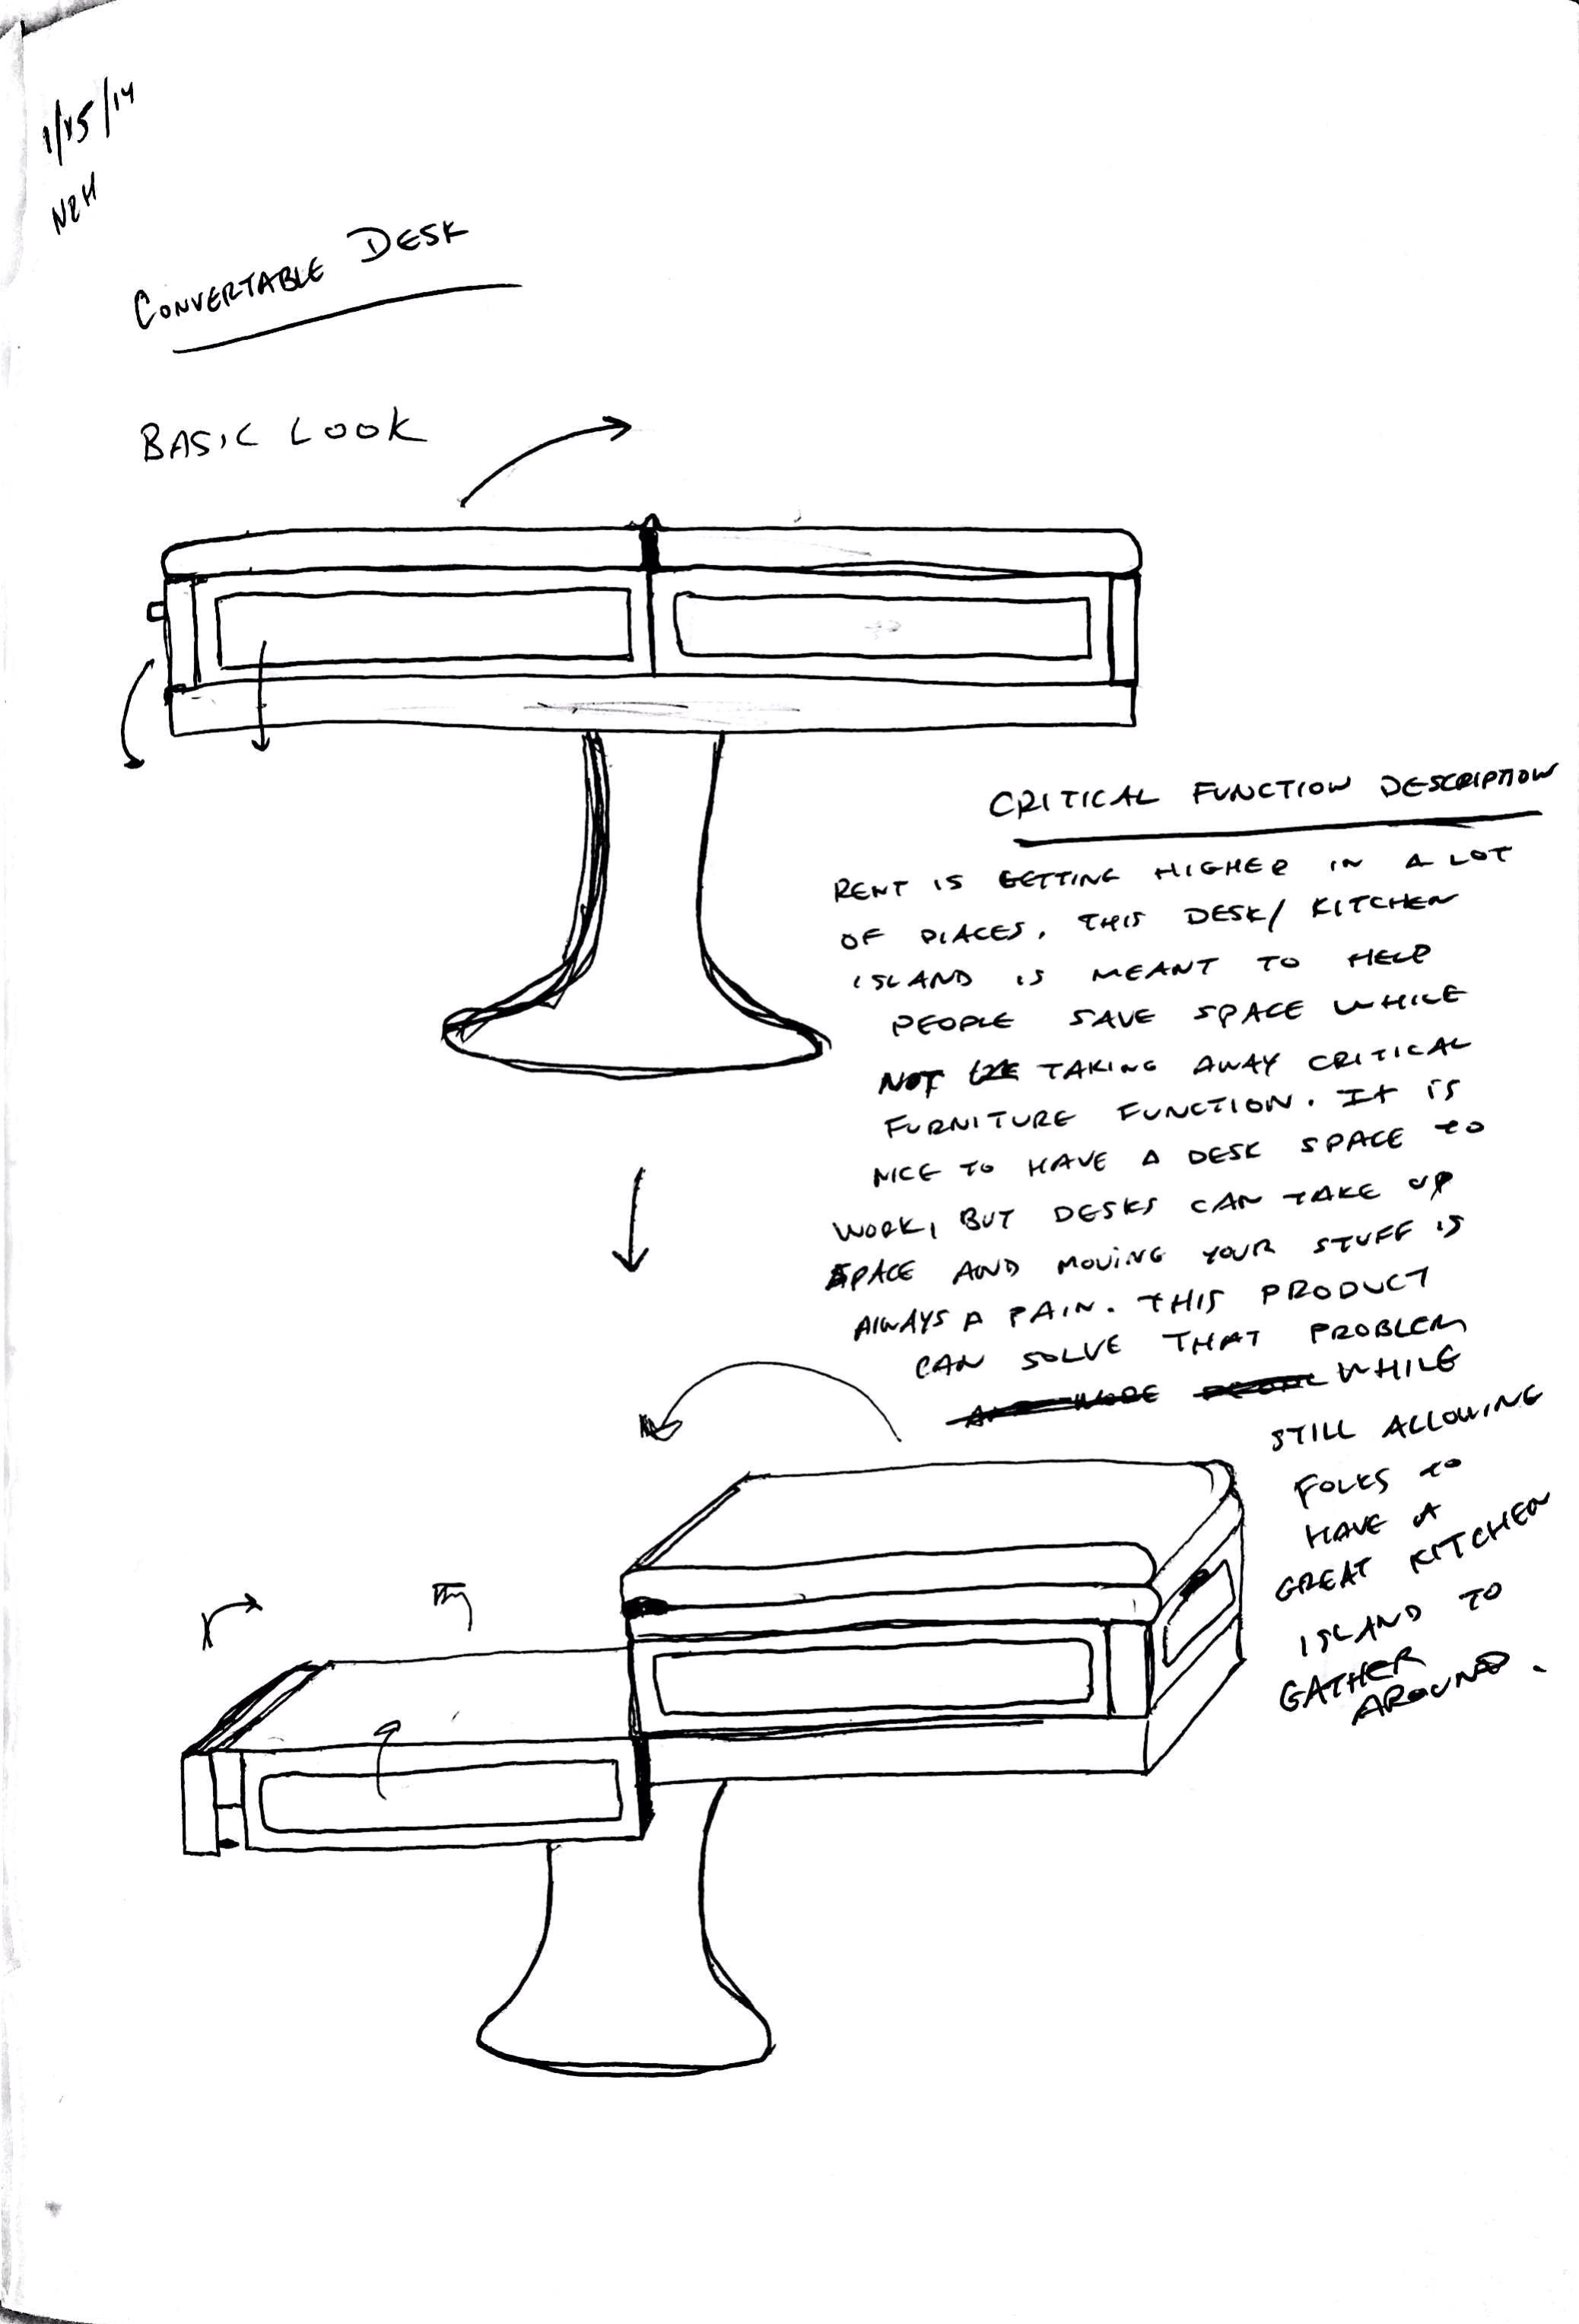 1/15/14
NRH
CONVERTABLE DESK
BASIC LOOK
CRITICAL FUNCTION DESCRIPTION
RENT IS GETTING HIGHER IN A LOT
OF PLACES. THIS DESK/ KITCHEN
ISLAND IS MEANT TO HELP
PEOPLE SAVE SPACE WHILE
NOT TAKING AWAY CRITICAL
FURNITURE FUNCTION. It is
NICE TO HAVE A DESK SPACE TO
WORK, BUT DESKS CAN TAKE UP
SPACE AND MOVING YOUR STUFF IS
ALWAYS A PAIN. THIS PRODUCT
CAN SOLVE THAT PROBLEM
WHILE
STILL ALLOWING
FOLKS TO
HAVE A
GREAT KITCHEN
ISLAND TO
GATHER
AROUND.